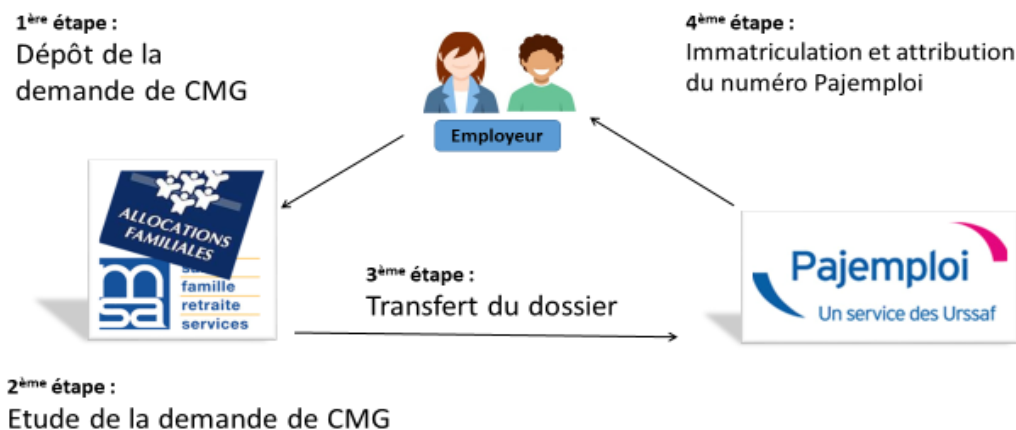 1ère étape :
Dépôt de la
demande de CMG
4ème étape :
Immatriculation et attribution
du numéro Pajemploi
Employeur
ALLOCATIONS
FAMILIALES
msa
famille
retraite
services
3ème étape :
Transfert du dossier
Pajemploi
Un service des Urssaf
2ème étape :
Etude de la demande de CMG